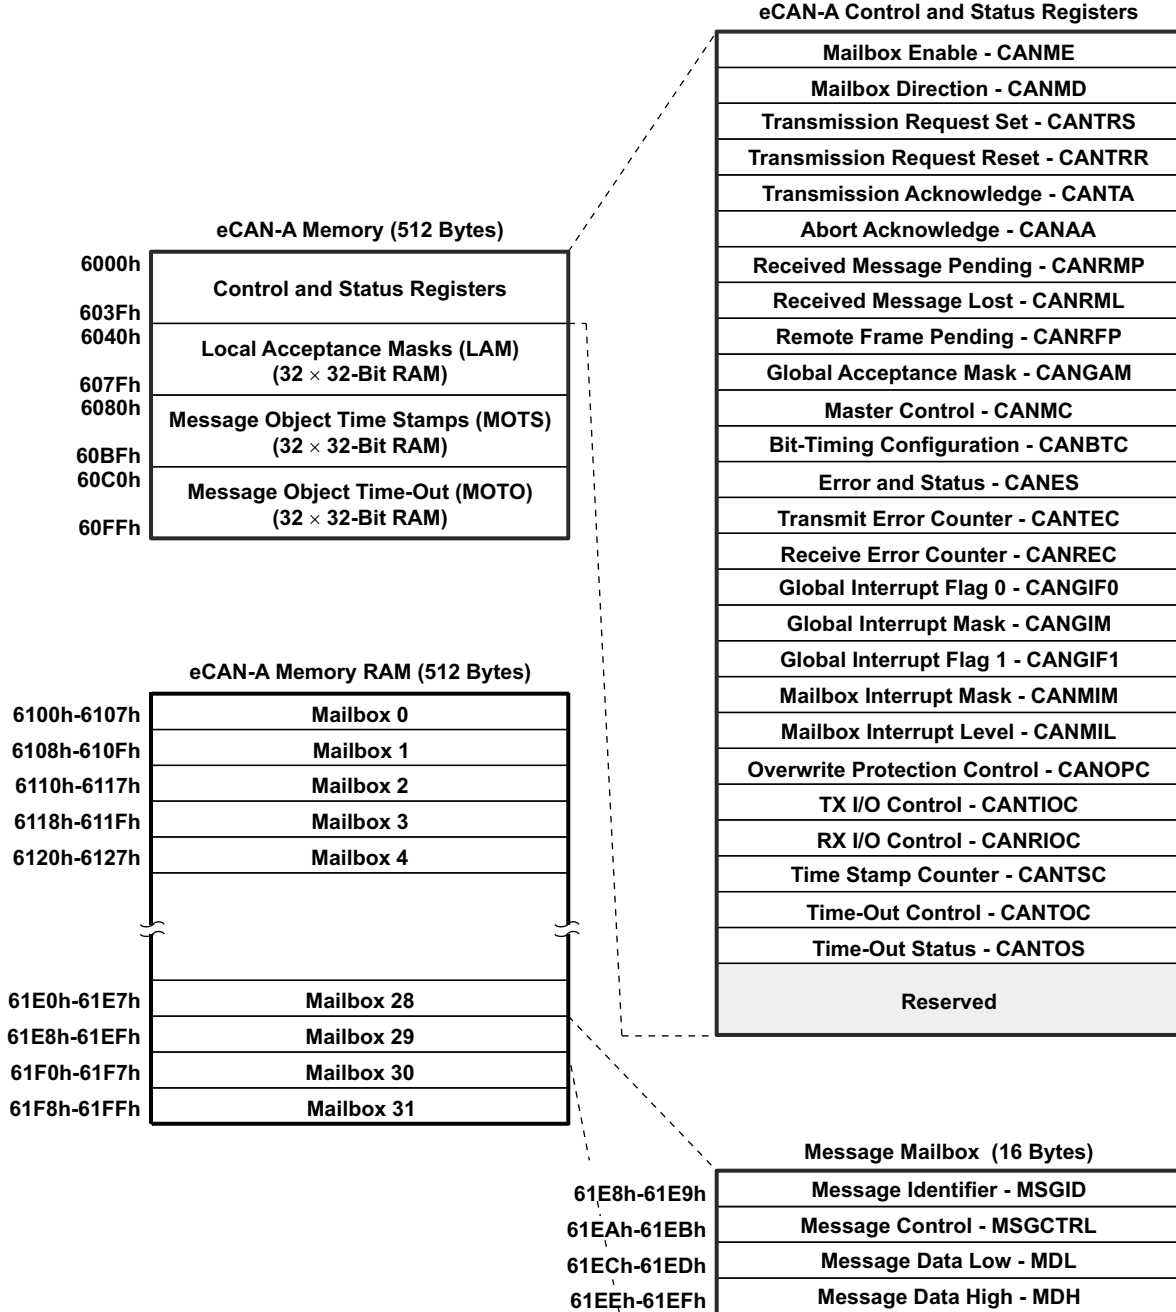 eCAN-A Control and Status Registers
Mailbox Enable - CANME
Mailbox Direction - CANMD
Transmission Request Set - CANTRS
Transmission Request Reset - CANTRR
Transmission Acknowledge - CANTA
Abort Acknowledge - CANAA
Received Message Pending - CANRMP
Received Message Lost - CANRML
Remote Frame Pending - CANRFP
Global Acceptance Mask - CANGAM
Master Control - CANMC
Bit-Timing Configuration - CANBTC
Error and Status - CANES
Transmit Error Counter - CANTEC
Receive Error Counter - CANREC
Global Interrupt Flag 0 - CANGIF0
Global Interrupt Mask - CANGIM
Global Interrupt Flag 1 - CANGIF1
Mailbox Interrupt Mask - CANMIM
Mailbox Interrupt Level - CANMIL
Overwrite Protection Control - CANOPC
TX I/O Control - CANTIOC
RX I/O Control - CANRIOC
Time Stamp Counter - CANTSC
Time-Out Control - CANTOC
Time-Out Status - CANTOS
Reserved
eCAN-A Memory (512 Bytes)
6000h
Control and Status Registers
603Fh
6040h
Local Acceptance Masks (LAM)
(32 × 32-Bit RAM)
607Fh
6080h
Message Object Time Stamps (MOTS)
(32 × 32-Bit RAM)
60BFh
60C0h
Message Object Time-Out (MOTO)
(32 × 32-Bit RAM)
60FFh
eCAN-A Memory RAM (512 Bytes)
6100h-6107h Mailbox 0
6108h-610Fh Mailbox 1
6110h-6117h Mailbox 2
6118h-611Fh Mailbox 3
6120h-6127h Mailbox 4
61E0h-61E7h Mailbox 28
61E8h-61EFh Mailbox 29
61F0h-61F7h Mailbox 30
61F8h-61FFh Mailbox 31
Message Mailbox (16 Bytes)
61E8h-61E9h Message Identifier - MSGID
61EAh-61EBh Message Control - MSGCTRL
61ECh-61EDh Message Data Low - MDL
61EEh-61EFh Message Data High - MDH